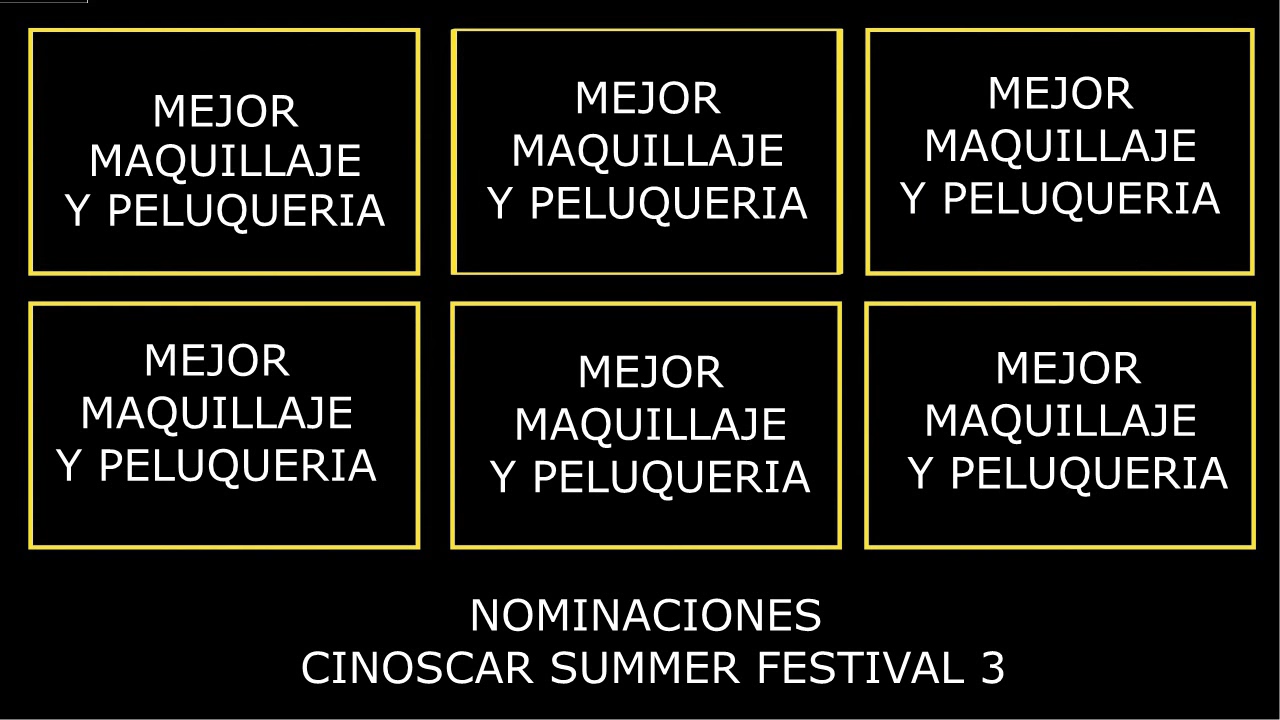 MEJOR
MAQUILLAJE
Y PELUQUERIA
MEJOR
MAQUILLAJE
Y PELUQUERIA
MEJOR
MAQUILLAJE
Y PELUQUERIA
MEJOR
MAQUILLAJE
Y PELUQUERIA
MEJOR
MAQUILLAJE
Y PELUQUERIA
MEJOR
MAQUILLAJE
Y PELUQUERIA
NOMINACIONES
CINOSCAR SUMMER FESTIVAL 3